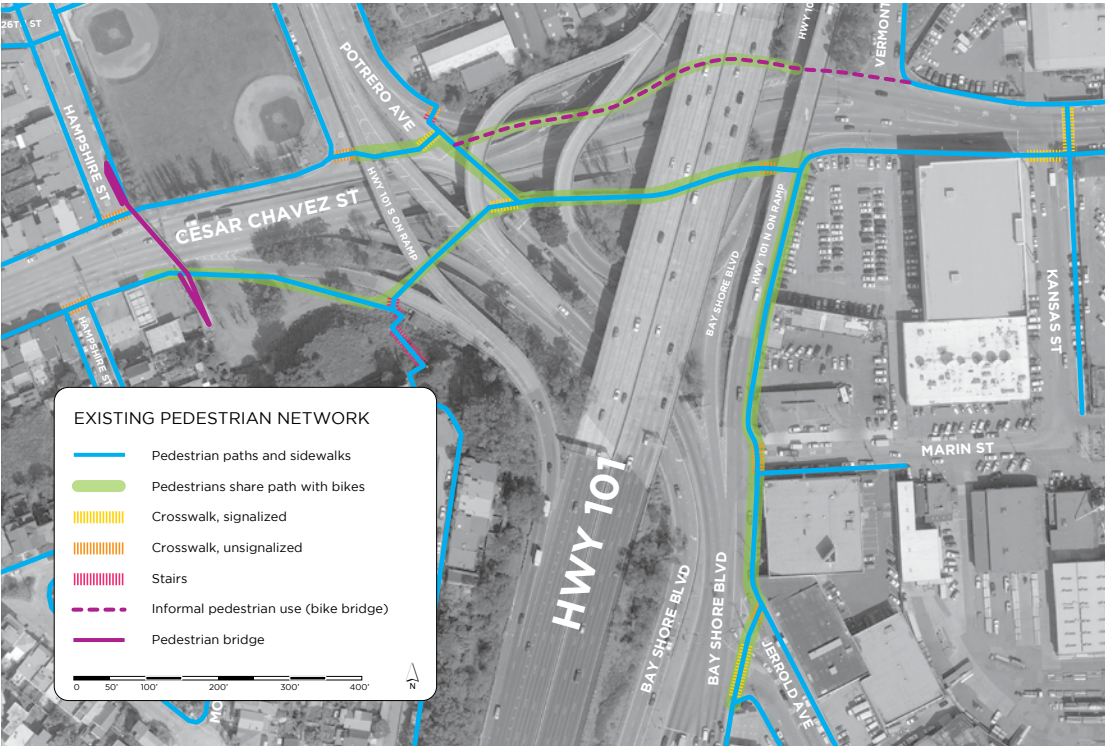 26TH ST
HAMPSHIRE ST
POTRERO AVE
HWY 10
VERMONT
CESAR CHAVEZ ST
HWY 101 S ON RAMP
HWY 101 N ON RAMP
BAY SHORE BLVD
KANSAS ST
HAMPSHIRE ST
MARIN ST
HWY 101
BAY SHORE BLVD
BAY SHORE BLVD
JERROLD AVE
MO
EXISTING PEDESTRIAN NETWORK
Pedestrian paths and sidewalks
Pedestrians share path with bikes
Crosswalk, signalized
Crosswalk, unsignalized
Stairs
Informal pedestrian use (bike bridge)
Pedestrian bridge
0 50' 100' 200' 300' 400'
N